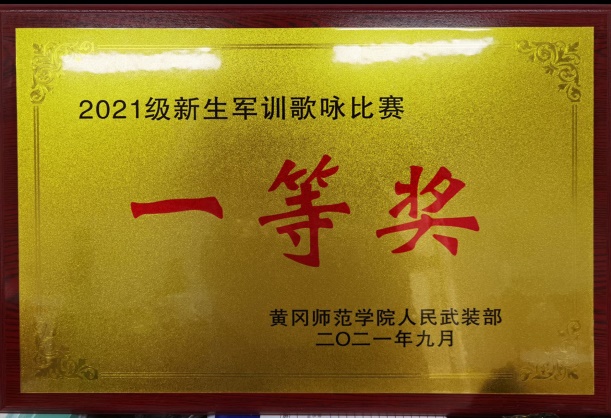 2021级新生军训歌咏比赛
一等奖
黄冈师范学院人民武装部
二〇二一年九月